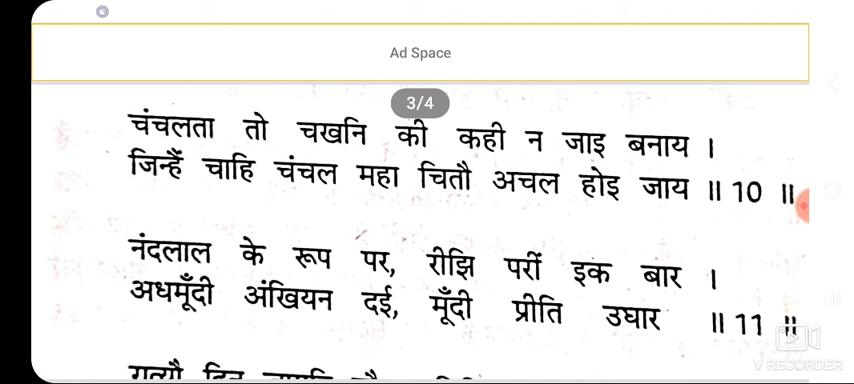 Ad Space
3/4
चंचलता तो चखनि की कही न जाइ बनाय ।
जिन्हैं चाहि चंचल महा चितौ अचल होइ जाय ॥ 10 ॥
नंदलाल के रूप पर, रीझि परीं इक बार ।
अधमूँदी अंखियन दई, मूँदी प्रीति उघार ॥ 11 ॥
V RECORDER